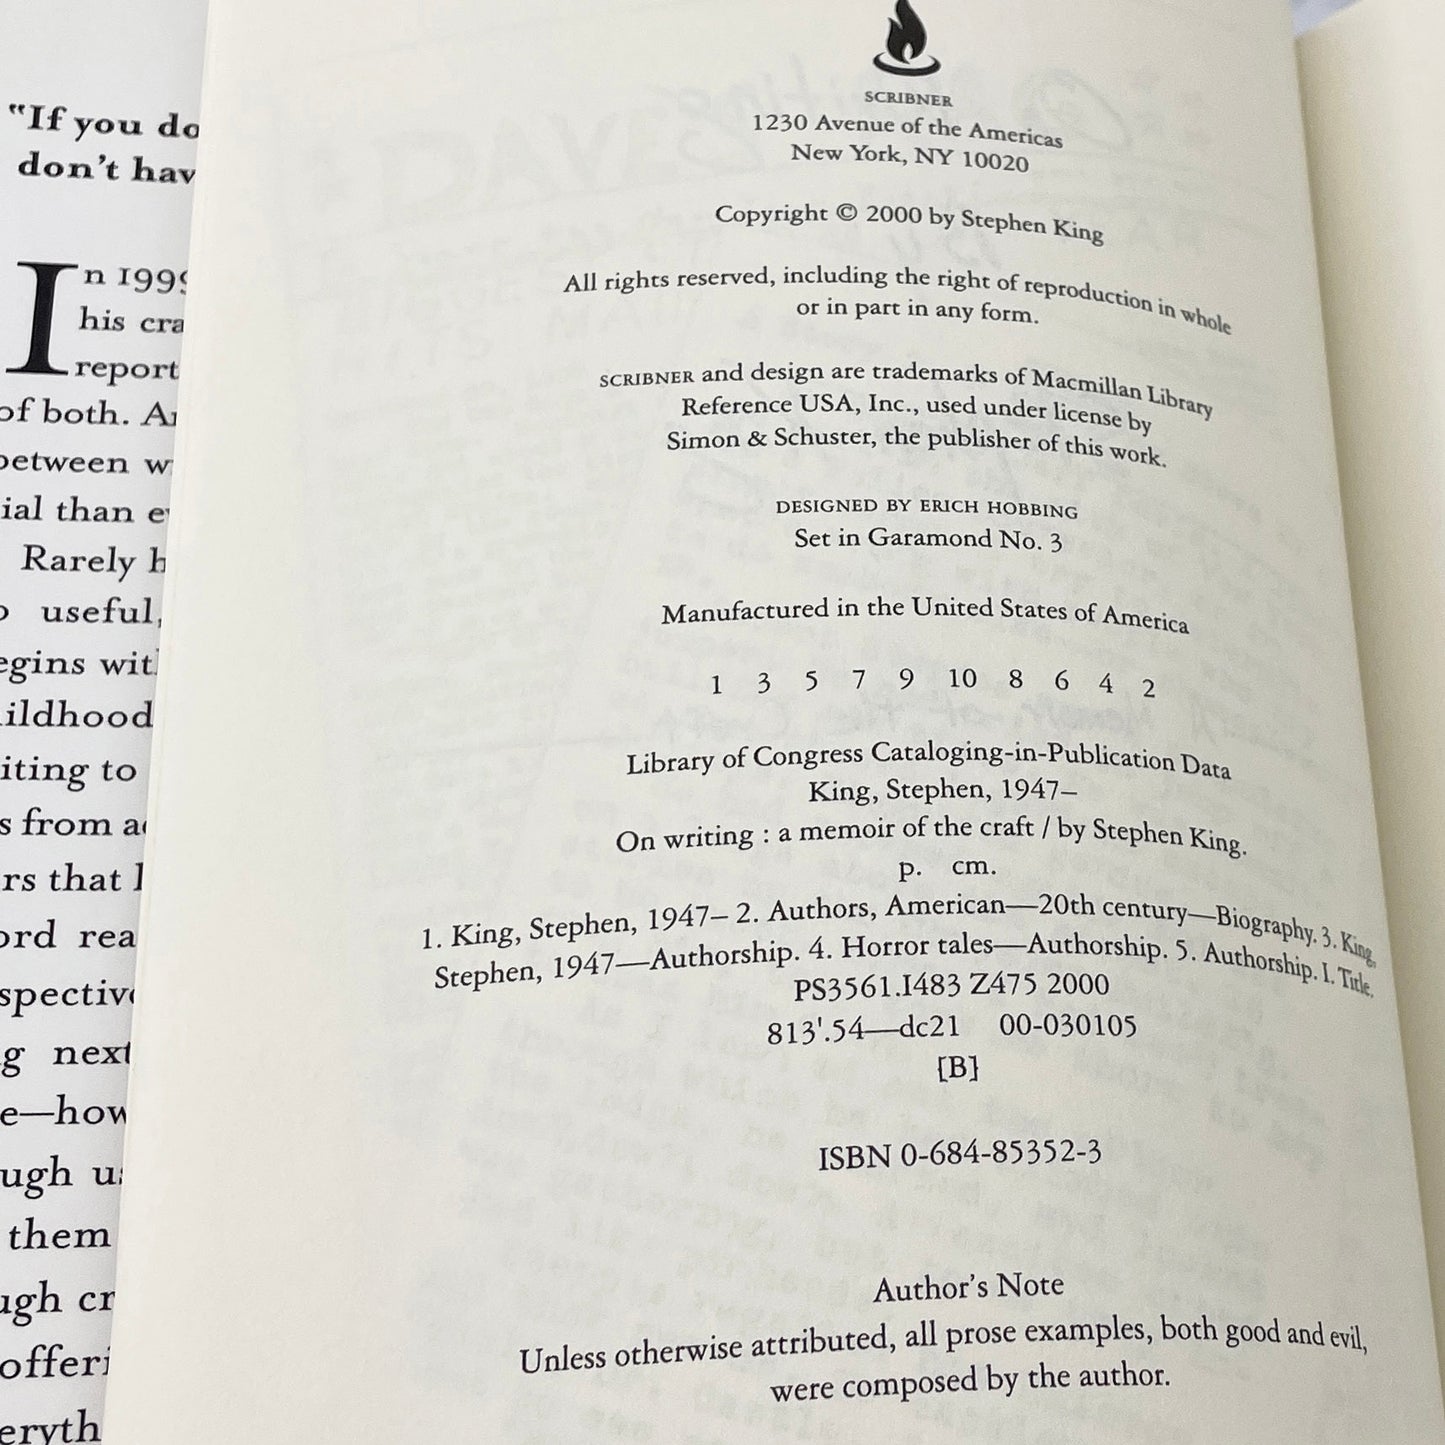 "If you do
don't hav
In 1999
his cra
report
of both. A
between w
ial than e
Rarely h
useful,
egins wit
ildhood
iting to
s from a
rs that
ord rea
spectiv
g next
e—how
ugh u
them
ugh cr
offeri
eryth
SCRIBNER
1230 Avenue of the Americas
New York, NY 10020
Copyright © 2000 by Stephen King
All rights reserved, including the right of reproduction in whole
or in part in any form.
SCRIBNER and design are trademarks of Macmillan Library
Reference USA, Inc., used under license by
Simon & Schuster, the publisher of this work.
DESIGNED BY ERICH HOBBING
Set in Garamond No. 3
Manufactured in the United States of America
1 3 5 7 9 10 8 6 4 2
Library of Congress Cataloging-in-Publication Data
King, Stephen, 1947–
On writing : a memoir of the craft / by Stephen King.
p. cm.
1. King, Stephen, 1947– 2. Authors, American—20th century—Biography. 3. King,
Stephen, 1947—Authorship. 4. Horror tales—Authorship. 5. Authorship. I. Title.
PS3561.I483 Z475 2000
813'.54—dc21 00-030105
[B]
ISBN 0-684-85352-3
Author's Note
Unless otherwise attributed, all prose examples, both good and evil,
were composed by the author.